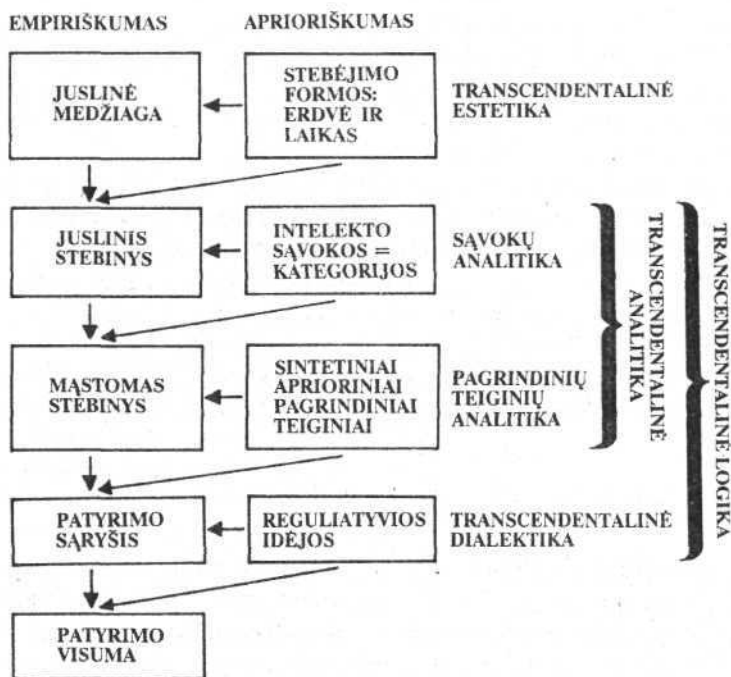 EMPIRIŠKUMAS
APRIORIŠKUMAS
JUSLINĖ
MEDŽIAGA
STEBĖJIMO
FORMOS:
ERDVĖ IR
LAIKAS
TRANSCENDENTALINĖ
ESTETIKA
JUSLINIS
STEBINYS
INTELEKTO
SĄVOKOS =
KATEGORIJOS
SĄVOKŲ
ANALITIKA
MĄSTOMAS
STEBINYS
SINTETINIAI
APRIORINIAI
PAGRINDINIAI
TEIGINIAI
PAGRINDINIŲ
TEIGINIŲ
ANALITIKA
TRANSCENDENTALINĖ
ANALITIKA
TRANSCENDENTALINĖ LOGIKA
PATYRIMO
SĄRYŠIS
REGULIATYVIOS
IDĖJOS
TRANSCENDENTALINĖ
DIALEKTIKA
PATYRIMO
VISUMA